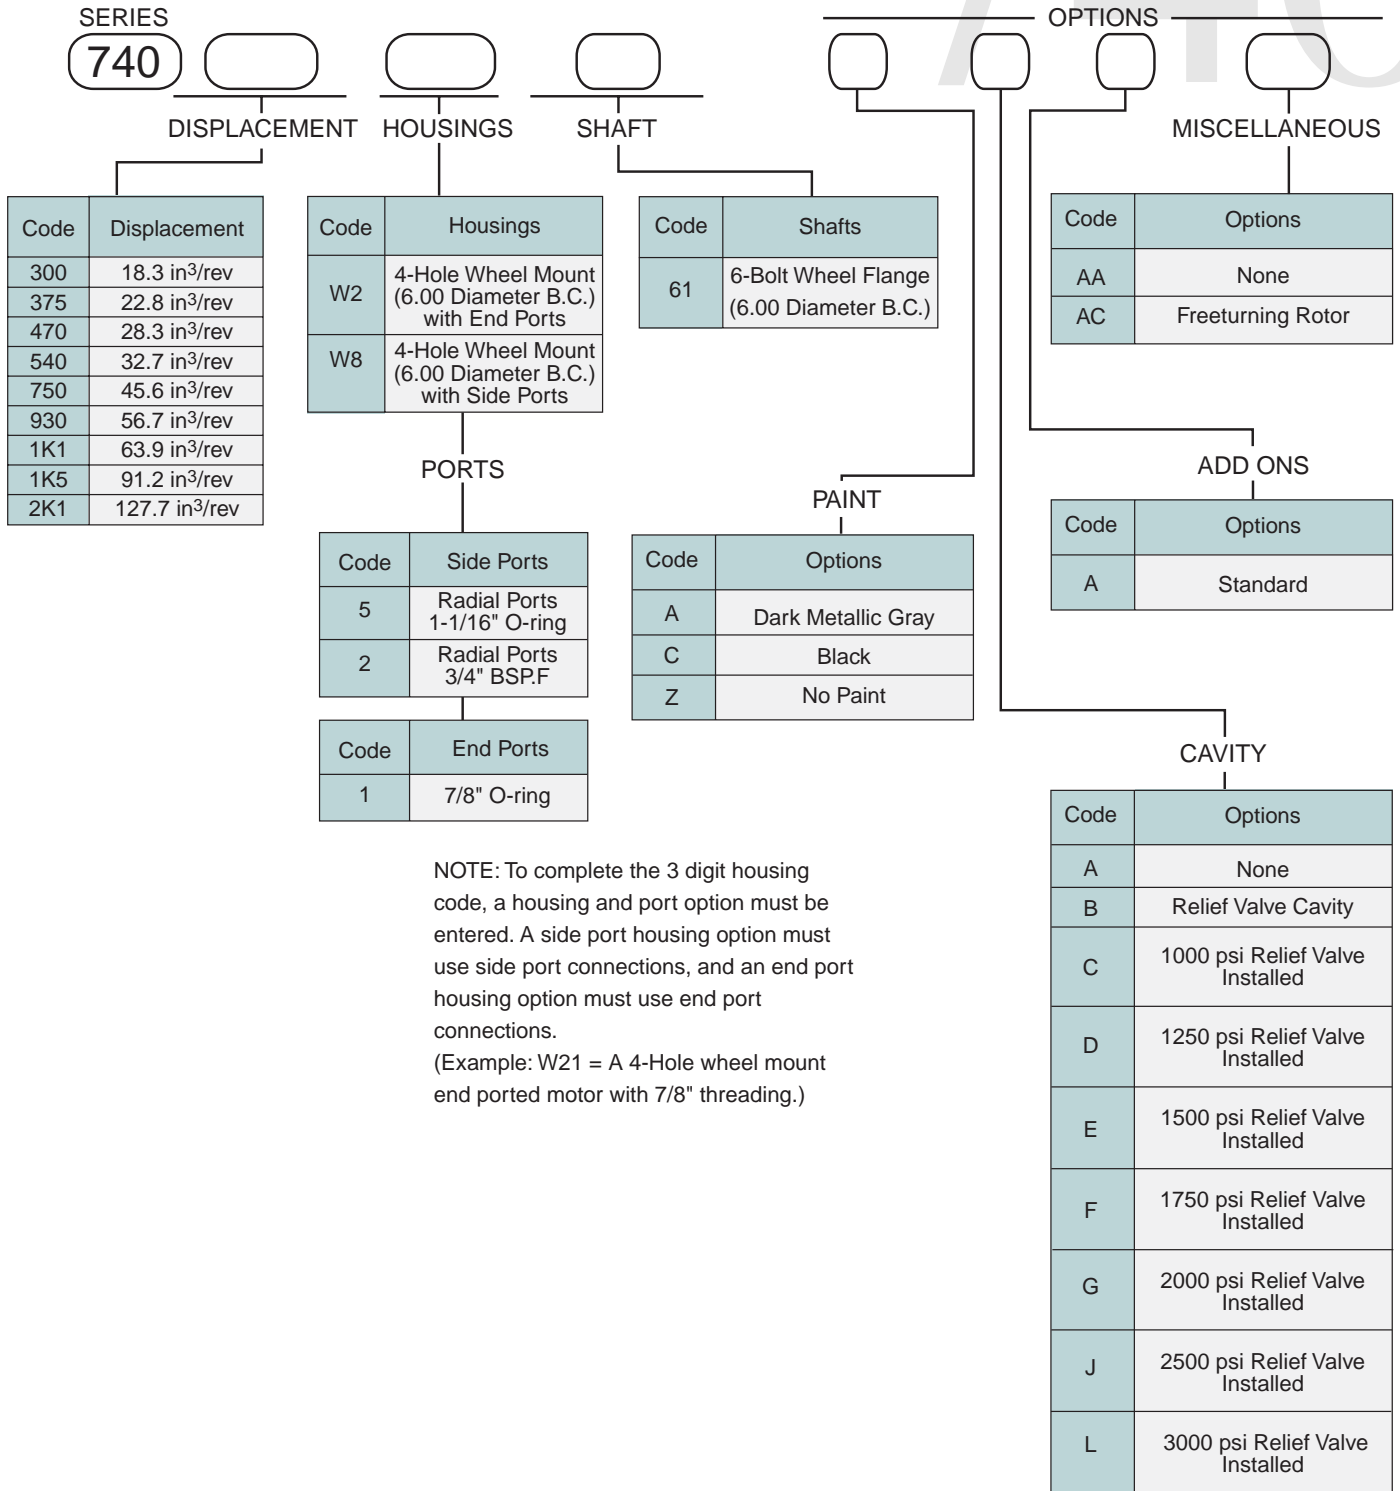 SERIES
OPTIONS
740
DISPLACEMENT
HOUSINGS
SHAFT
MISCELLANEOUS
Code Displacement
300 18.3 in3/rev
375 22.8 in3/rev
470 28.3 in3/rev
540 32.7 in3/rev
750 45.6 in3/rev
930 56.7 in3/rev
1K1 63.9 in3/rev
1K5 91.2 in3/rev
2K1 127.7 in3/rev
Code Housings
W2 4-Hole Wheel Mount
(6.00 Diameter B.C.)
with End Ports
W8 4-Hole Wheel Mount
(6.00 Diameter B.C.)
with Side Ports
Code Shafts
61 6-Bolt Wheel Flange
(6.00 Diameter B.C.)
Code Options
AA None
AC Freeturning Rotor
PORTS
Code Side Ports
5 Radial Ports
1-1/16" O-ring
2 Radial Ports
3/4" BSP.F
Code End Ports
1 7/8" O-ring
PAINT
Code Options
A Dark Metallic Gray
C Black
Z No Paint
ADD ONS
Code Options
A Standard
CAVITY
Code Options
A None
B Relief Valve Cavity
C 1000 psi Relief Valve
Installed
D 1250 psi Relief Valve
Installed
E 1500 psi Relief Valve
Installed
F 1750 psi Relief Valve
Installed
G 2000 psi Relief Valve
Installed
J 2500 psi Relief Valve
Installed
L 3000 psi Relief Valve
Installed
NOTE: To complete the 3 digit housing
code, a housing and port option must be
entered. A side port housing option must
use side port connections, and an end port
housing option must use end port
connections.
(Example: W21 = A 4-Hole wheel mount
end ported motor with 7/8" threading.)